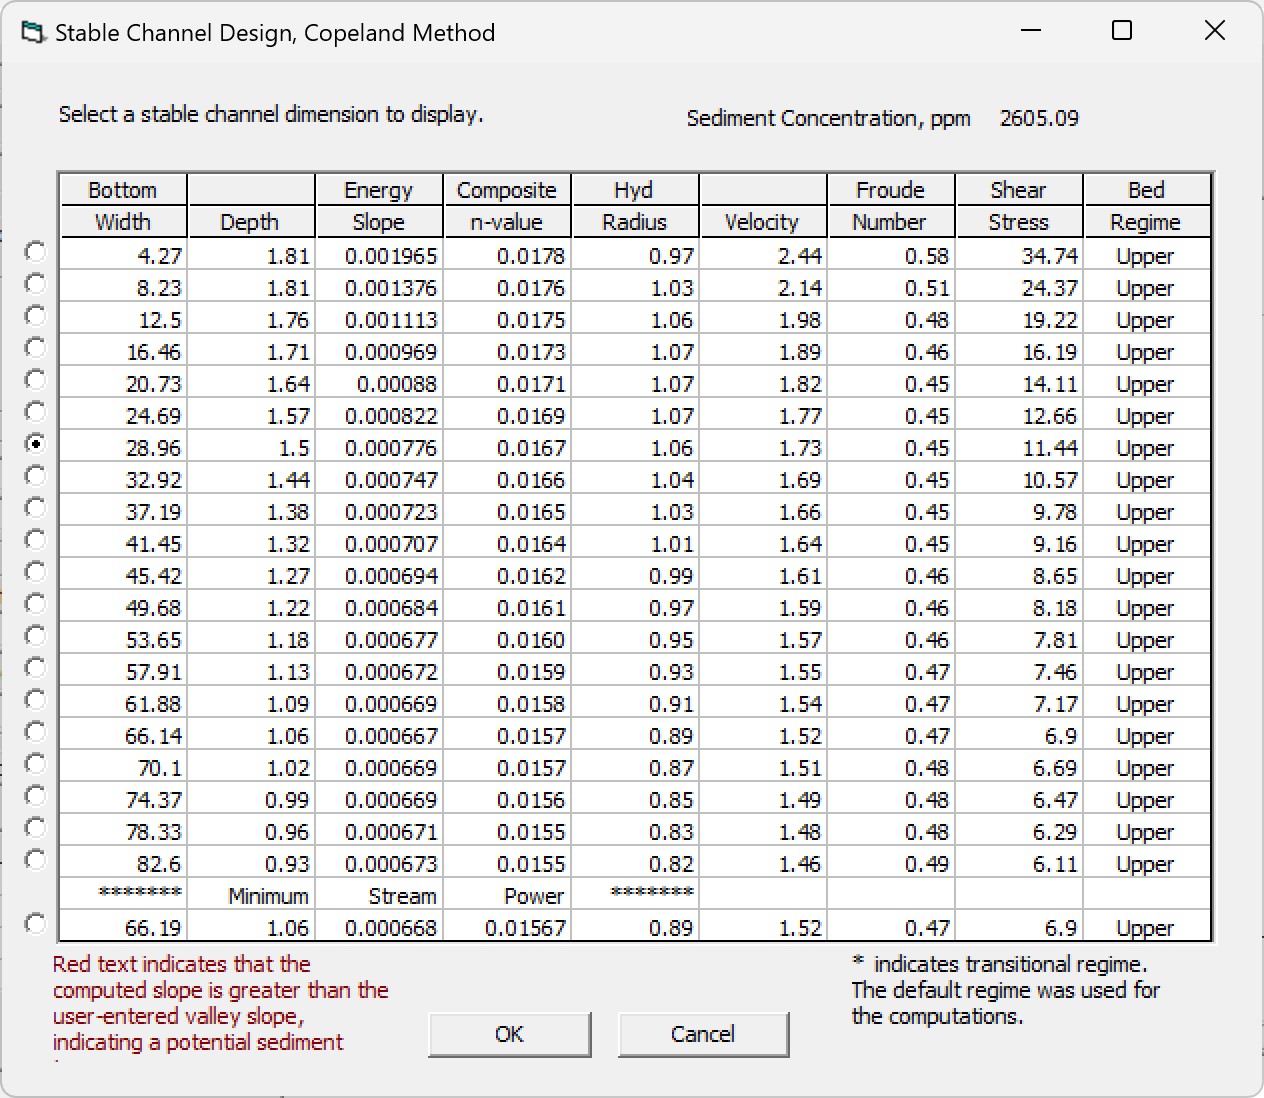 Stable Channel Design, Copeland Method
Select a stable channel dimension to display.
Sediment Concentration, ppm 2605.09
Bottom Energy Composite Hyd Froude Shear Bed
Width Depth Slope n-value Radius Velocity Number Stress Regime
4.27 1.81 0.001965 0.0178 0.97 2.44 0.58 34.74 Upper
8.23 1.81 0.001376 0.0176 1.03 2.14 0.51 24.37 Upper
12.5 1.76 0.001113 0.0175 1.06 1.98 0.48 19.22 Upper
16.46 1.71 0.000969 0.0173 1.07 1.89 0.46 16.19 Upper
20.73 1.64 0.00088 0.0171 1.07 1.82 0.45 14.11 Upper
24.69 1.57 0.000822 0.0169 1.07 1.77 0.45 12.66 Upper
28.96 1.5 0.000776 0.0167 1.06 1.73 0.45 11.44 Upper
32.92 1.44 0.000747 0.0166 1.04 1.69 0.45 10.57 Upper
37.19 1.38 0.000723 0.0165 1.03 1.66 0.45 9.78 Upper
41.45 1.32 0.000707 0.0164 1.01 1.64 0.45 9.16 Upper
45.42 1.27 0.000694 0.0162 0.99 1.61 0.46 8.65 Upper
49.68 1.22 0.000684 0.0161 0.97 1.59 0.46 8.18 Upper
53.65 1.18 0.000677 0.0160 0.95 1.57 0.46 7.81 Upper
57.91 1.13 0.000672 0.0159 0.93 1.55 0.47 7.46 Upper
61.88 1.09 0.000669 0.0158 0.91 1.54 0.47 7.17 Upper
66.14 1.06 0.000667 0.0157 0.89 1.52 0.47 6.9 Upper
70.1 1.02 0.000669 0.0157 0.87 1.51 0.48 6.69 Upper
74.37 0.99 0.000669 0.0156 0.85 1.49 0.48 6.47 Upper
78.33 0.96 0.000671 0.0155 0.83 1.48 0.48 6.29 Upper
82.6 0.93 0.000673 0.0155 0.82 1.46 0.49 6.11 Upper
******* Minimum Stream Power *******
66.19 1.06 0.000668 0.01567 0.89 1.52 0.47 6.9 Upper
Red text indicates that the
computed slope is greater than the
user-entered valley slope,
indicating a potential sediment
* indicates transitional regime.
The default regime was used for
the computations.
OK Cancel